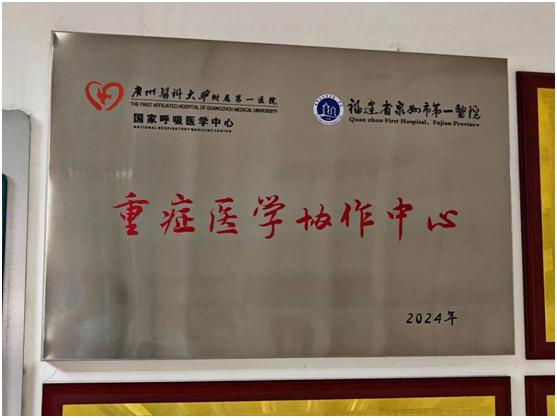 广州医科大学附属第一医院
THE FIRST AFFILIATED HOSPITAL OF GUANGZHOU MEDICAL UNIVERSITY
国家呼吸医学中心
NATIONAL RESPIRATORY MEDICINE CENTER
福建省泉州市第一醫院
Quan zhou First Hospital, Fujian Province
重症医学协作中心
2024年